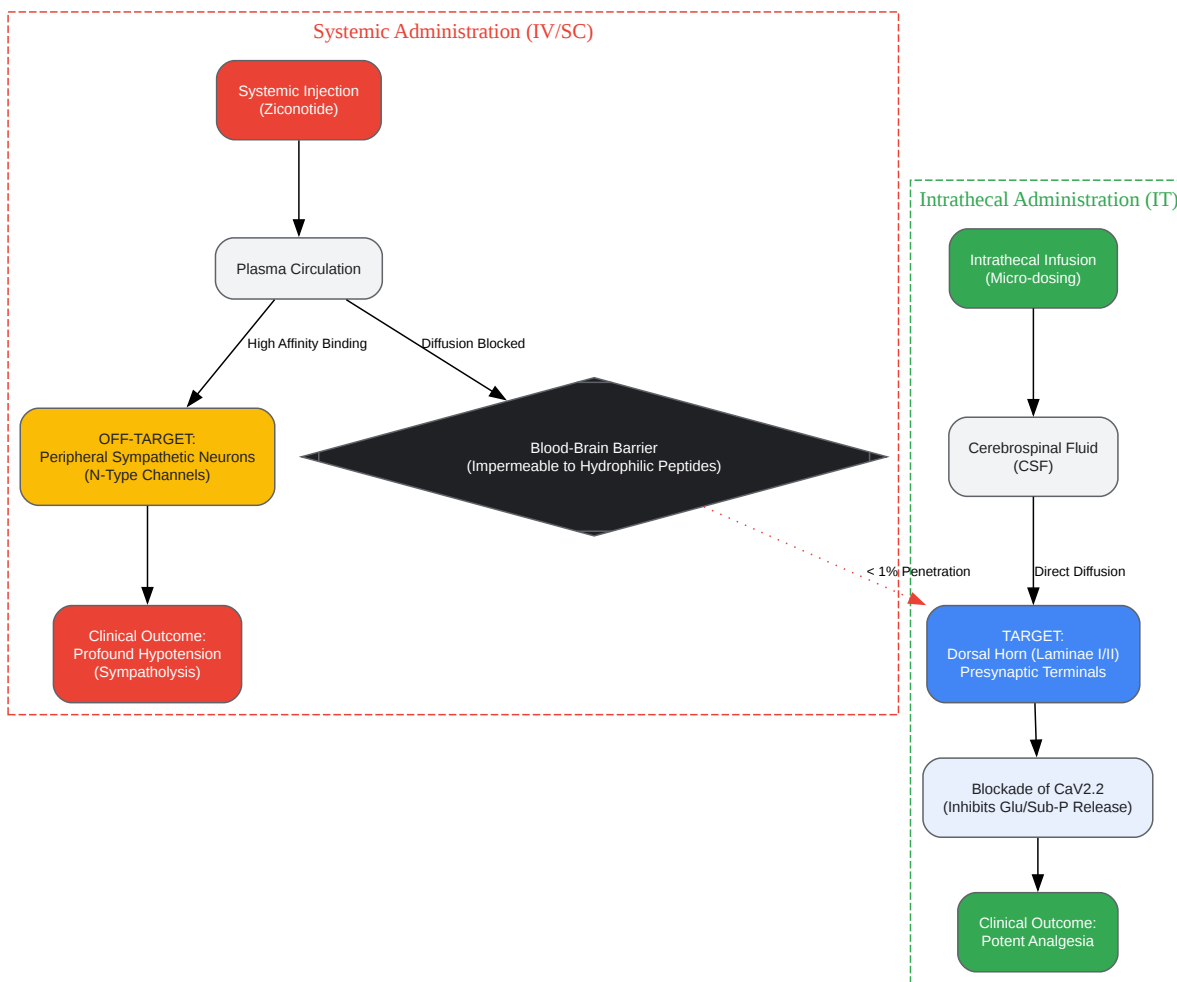 Systemic Administration (IV/SC)
Systemic Injection
(Ziconotide)
Plasma Circulation
High Affinity Binding
Diffusion Blocked
OFF-TARGET:
Peripheral Sympathetic Neurons
(N-Type Channels)
Blood-Brain Barrier
(Impermeable to Hydrophilic Peptides)
Clinical Outcome:
Profound Hypotension
(Sympatholysis)
< 1% Penetration
Intrathecal Administration (IT)
Intrathecal Infusion
(Micro-dosing)
Cerebrospinal Fluid
(CSF)
Direct Diffusion
TARGET:
Dorsal Horn (Laminae I/II)
Presynaptic Terminals
Blockade of CaV2.2
(Inhibits Glu/Sub-P Release)
Clinical Outcome:
Potent Analgesia